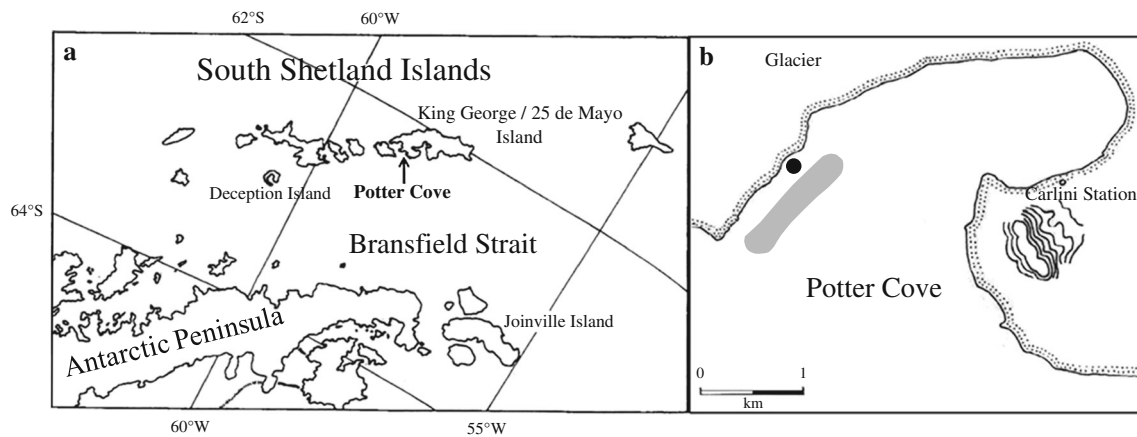 62°S
60°W
a
South Shetland Islands
King George / 25 de Mayo
Island
Deception Island
Potter Cove
64°S
Bransfield Strait
Joinville Island
Antarctic Peninsula
60°W
55°W
b
Glacier
Carlini Station
Potter Cove
0
1
km